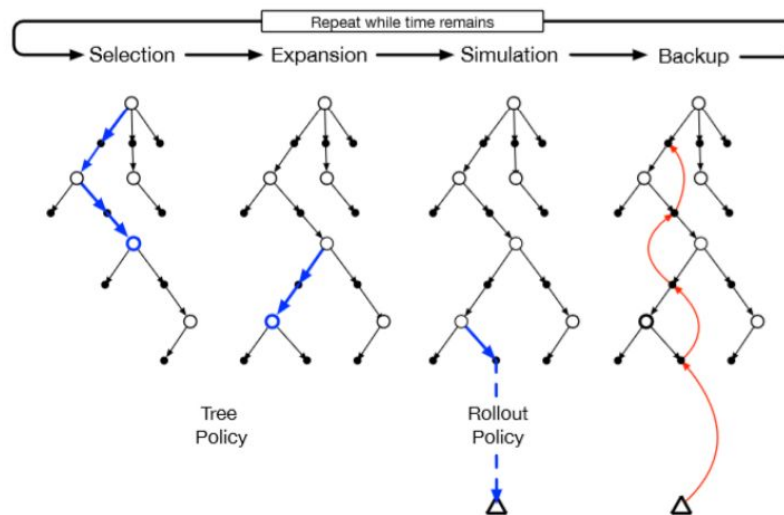 Repeat while time remains
Selection
Expansion
Simulation
Backup
Tree
Policy
Rollout
Policy